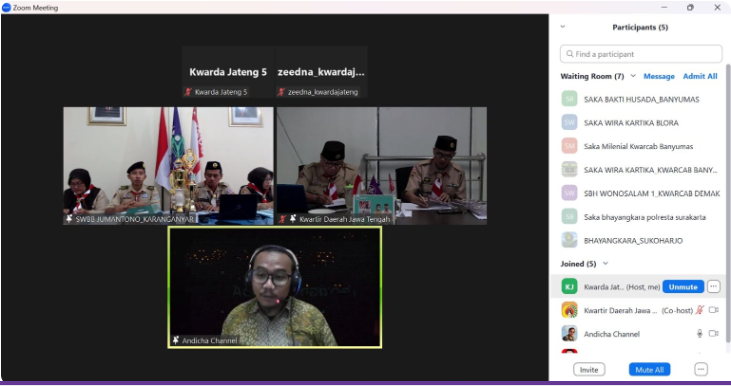 Zoom Meeting
Kwarda Jateng 5
zeedna_kwardaj...
Kwarda Jateng 5
zeedna_kwardajateng
SWBB JUMANTONO_KARANGANYAR
Kwartir Daerah Jawa Tengah
Andicha Channel
Participants (5)
Find a participant
Waiting Room (7)
Message
Admit All
SB
SAKA BAKTI HUSADA_BANYUMAS
SW
SAKA WIRA KARTIKA BLORA
SM
Saka Milenial Kwarcab Banyumas
SAKA WIRA KARTIKA_KWARCAB BANY...
SW
SBH WONOSALAM 1_KWARCAB DEMAK
SB
Saka bhayangkara polresta surakarta
BHAYANGKARA_SUKOHARJO
Joined (5)
KJ
Kwarda Jat... (Host, me)
Unmute
Kwartir Daerah Jawa ... (Co-host)
Andicha Channel
Invite
Mute All